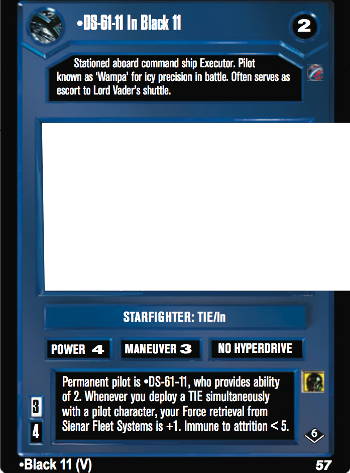 •DS-61-11 In Black 11
2
Stationed aboard command ship Executor. Pilot
known as 'Wampa' for icy precision in battle. Often serves as
escort to Lord Vader's shuttle.
STARFIGHTER: TIE/ln
POWER 4 MANEUVER 3 NO HYPERDRIVE
Permanent pilot is •DS-61-11, who provides ability
of 2. Whenever you deploy a TIE simultaneously
with a pilot character, your Force retrieval from
Sienar Fleet Systems is +1. Immune to attrition < 5.
3
4
6
•Black 11 (V) 57